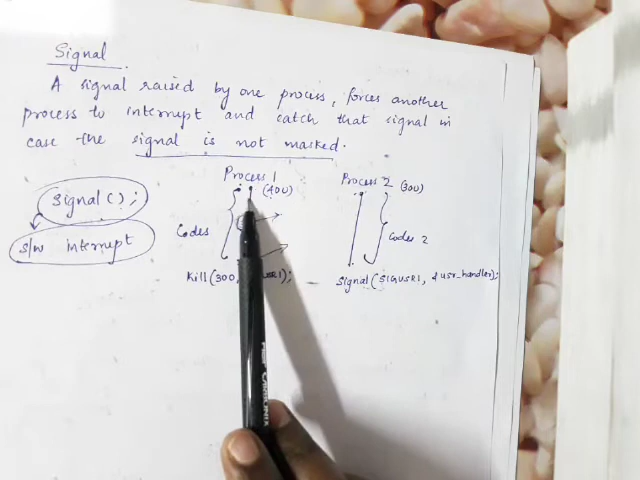 Signal
A signal raised by one process, forces another
process to interrupt and catch that signal in
case the signal is not masked.
Signal();
S/W interrupt
Process 1
(400)
Codes
Kill(300, USR1);
Process 2 (300)
Codes 2
Signal(SIGUSR1, &usr_handler);